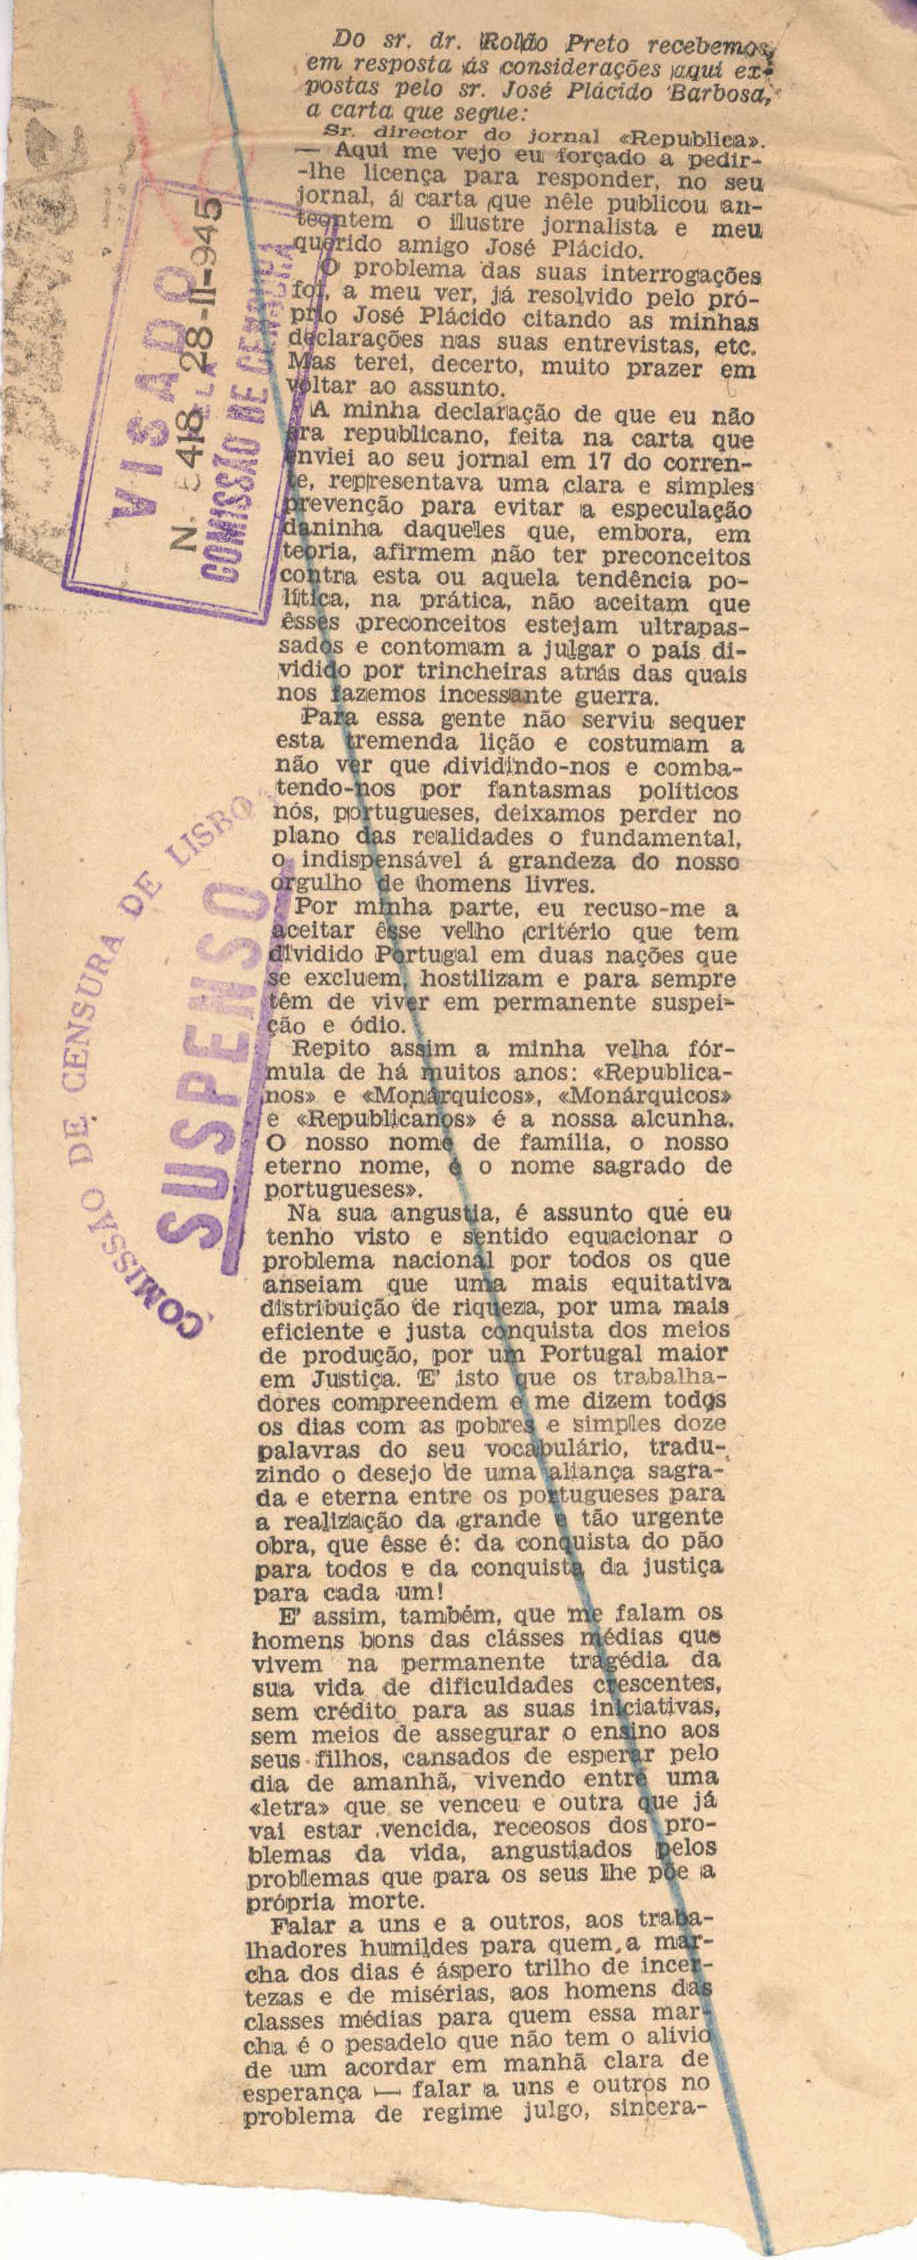 Do sr. dr. Rolão Preto recebemos,
em resposta ás considerações aqui ex-
postas pelo sr. José Plácido Barbosa,
a carta que segue:
Sr. director do jornal «Republica».
— Aqui me vejo eu forçado a pedir-
-lhe licença para responder, no seu
jornal, á carta que nêle publicou an-
teontem o ilustre jornalista e meu
querido amigo José Plácido.
O problema das suas interrogações
foi, a meu ver, já resolvido pelo pró-
prio José Plácido citando as minhas
declarações nas suas entrevistas, etc.
Mas terei, decerto, muito prazer em
voltar ao assunto.
A minha declaração de que eu não
era republicano, feita na carta que
enviei ao seu jornal em 17 do corren-
te, representava uma clara e simples
prevenção para evitar a especulação
daninha daqueles que, embora, em
teoria, afirmem não ter preconceitos
contra esta ou aquela tendência po-
lítica, na prática, não aceitam que
êsses preconceitos estejam ultrapas-
sados e contomam a julgar o país di-
vidido por trincheiras atrás das quais
nos fazemos incessante guerra.
Para essa gente não serviu sequer
esta tremenda lição e costumam a
não ver que dividindo-nos e comba-
tendo-nos por fantasmas políticos
nós, portugueses, deixamos perder no
plano das realidades o fundamental,
o indispensável á grandeza do nosso
orgulho de homens livres.
Por minha parte, eu recuso-me a
aceitar êsse velho critério que tem
dividido Portugal em duas nações que
se excluem, hostilizam e para sempre
têm de viver em permanente suspei-
ção e ódio.
Repito assim a minha velha fór-
mula de há muitos anos: «Republica-
nos» e «Monárquicos», «Monárquicos»
e «Republicanos» é a nossa alcunha.
O nosso nome de família, o nosso
eterno nome, é o nome sagrado de
portugueses».
Na sua angustia, é assunto que eu
tenho visto e sentido equacionar o
problema nacional por todos os que
anseiam que uma mais equitativa
distribuição de riqueza, por uma mais
eficiente e justa conquista dos meios
de produção, por um Portugal maior
em Justiça. E' isto que os trabalha-
dores compreendem e me dizem todos
os dias com as pobres e simples doze
palavras do seu vocabulário, tradu-
zindo o desejo de uma aliança sagra-
da e eterna entre os portugueses para
a realização da grande e tão urgente
obra, que êsse é: da conquista do pão
para todos e da conquista da justiça
para cada um!
E' assim, também, que me falam os
homens bons das clásses médias que
vivem na permanente tragédia da
sua vida de dificuldades crescentes,
sem crédito para as suas iniciativas,
sem meios de assegurar o ensino aos
seus filhos, cansados de esperar pelo
dia de amanhã, vivendo entre uma
«letra» que se venceu e outra que já
vai estar vencida, receosos dos pro-
blemas da vida, angustiados pelos
problemas que para os seus lhe põe a
própria morte.
Falar a uns e a outros, aos traba-
lhadores humildes para quem a mar-
cha dos dias é áspero trilho de incer-
tezas e de misérias, aos homens das
classes médias para quem essa mar-
cha é o pesadelo que não tem o alivio
de um acordar em manhã clara de
esperança — falar a uns e outros no
problema de regime julgo, sincera-
VISADO
N. 418 28-II-945
PELA
COMISSÃO DE CENSURA
COMISSÃO DE CENSURA DE LISBOA
SUSPENSO